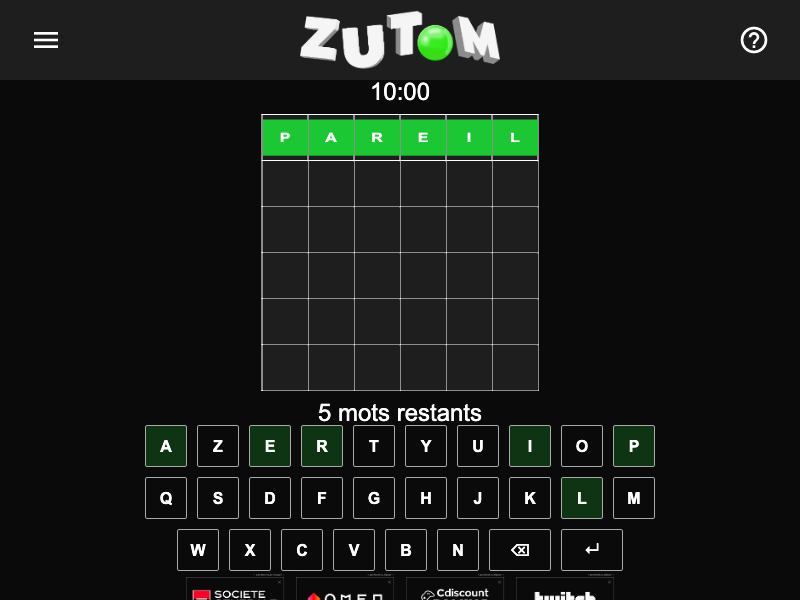 ZUTOM
10:00
P A R E I L
5 mots restants
A Z E R T Y U I O P
Q S D F G H J K L M
W X C V B N
SOCIETE OMEN Cdiscount twitch